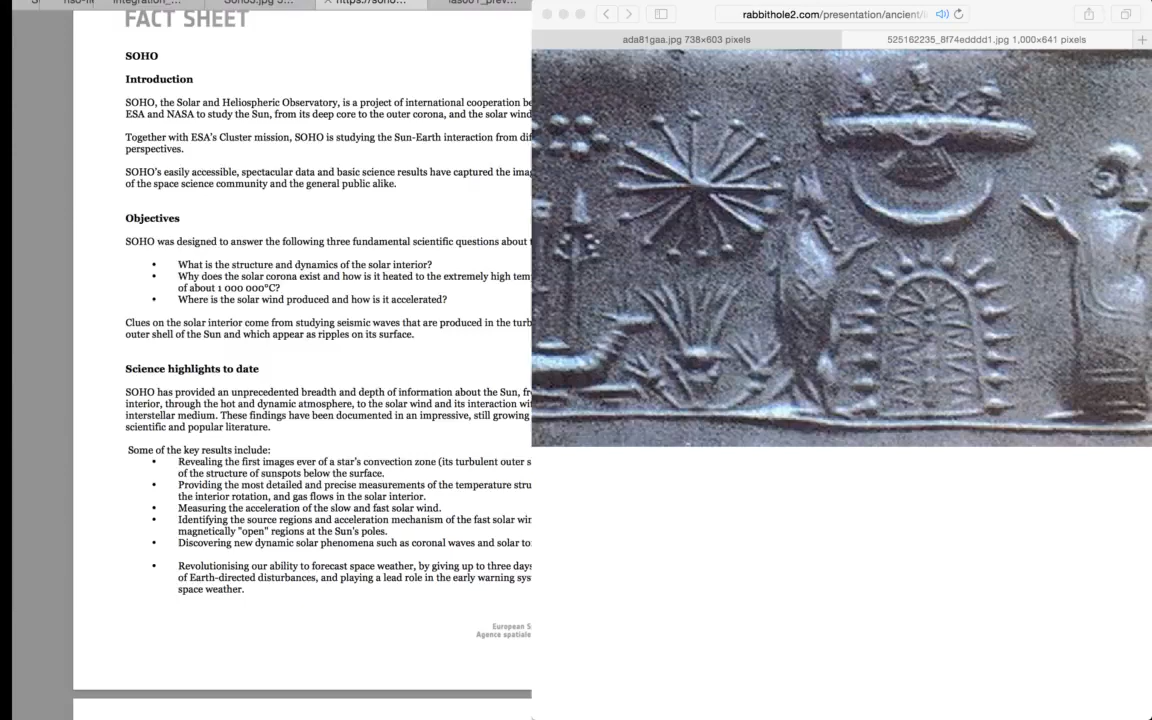 integration_...
Soho3.jpg 3...
https://soho...
las001_prev...
FACT SHEET
SOHO
Introduction
SOHO, the Solar and Heliospheric Observatory, is a project of international cooperation be
ESA and NASA to study the Sun, from its deep core to the outer corona, and the solar wind
Together with ESA's Cluster mission, SOHO is studying the Sun-Earth interaction from dif
perspectives.
SOHO's easily accessible, spectacular data and basic science results have captured the imag
of the space science community and the general public alike.
Objectives
SOHO was designed to answer the following three fundamental scientific questions about t
• What is the structure and dynamics of the solar interior?
• Why does the solar corona exist and how is it heated to the extremely high tem
of about 1 000 000°C?
• Where is the solar wind produced and how is it accelerated?
Clues on the solar interior come from studying seismic waves that are produced in the turb
outer shell of the Sun and which appear as ripples on its surface.
Science highlights to date
SOHO has provided an unprecedented breadth and depth of information about the Sun, fr
interior, through the hot and dynamic atmosphere, to the solar wind and its interaction wi
interstellar medium. These findings have been documented in an impressive, still growing
scientific and popular literature.
Some of the key results include:
• Revealing the first images ever of a star's convection zone (its turbulent outer s
of the structure of sunspots below the surface.
• Providing the most detailed and precise measurements of the temperature stru
the interior rotation, and gas flows in the solar interior.
• Measuring the acceleration of the slow and fast solar wind.
• Identifying the source regions and acceleration mechanism of the fast solar wir
magnetically "open" regions at the Sun's poles.
• Discovering new dynamic solar phenomena such as coronal waves and solar to
• Revolutionising our ability to forecast space weather, by giving up to three days
of Earth-directed disturbances, and playing a lead role in the early warning sys
space weather.
European S
Agence spatiale
rabbithole2.com/presentation/ancient/
ada81gaa.jpg 738×603 pixels
525162235_8f74edddd1.jpg 1,000×641 pixels